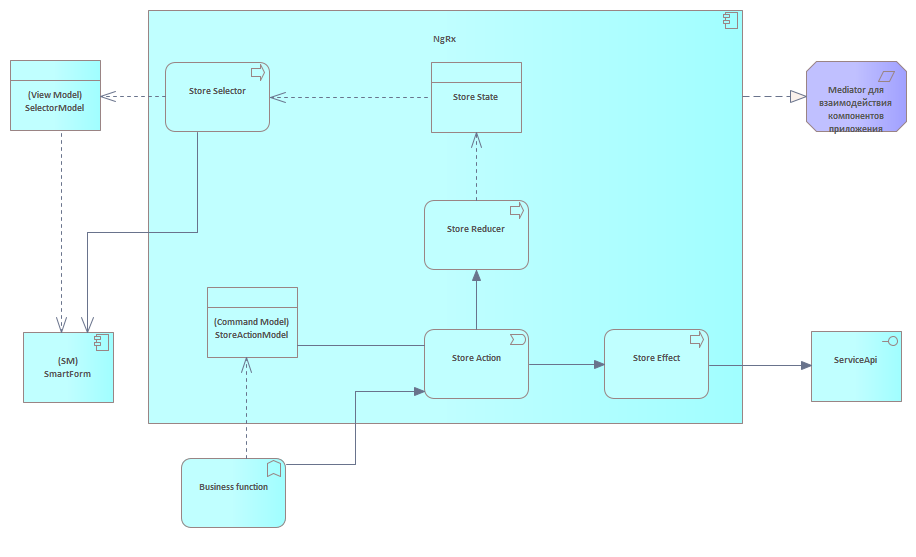 NgRx
(View Model)
SelectorModel
Store Selector
Store State
Mediator для
взаимодействия
компонентов
приложения
Store Reducer
(Command Model)
StoreActionModel
Store Action
Store Effect
ServiceApi
(SM)
SmartForm
Business function